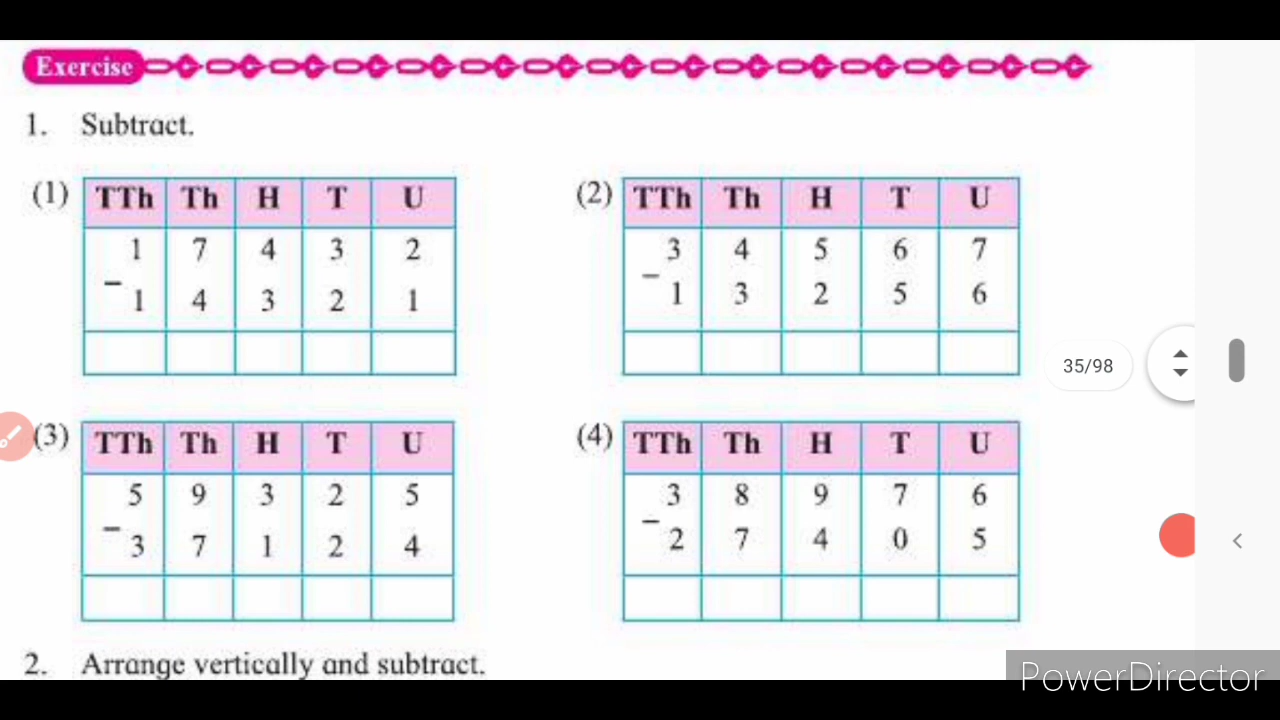 Exercise
1. Subtract.
(1) TTh Th H T U
1 7 4 3 2
− 1 4 3 2 1
(2) TTh Th H T U
3 4 5 6 7
− 1 3 2 5 6
35/98
(3) TTh Th H T U
5 9 3 2 5
− 3 7 1 2 4
(4) TTh Th H T U
3 8 9 7 6
− 2 7 4 0 5
2. Arrange vertically and subtract.
PowerDirector